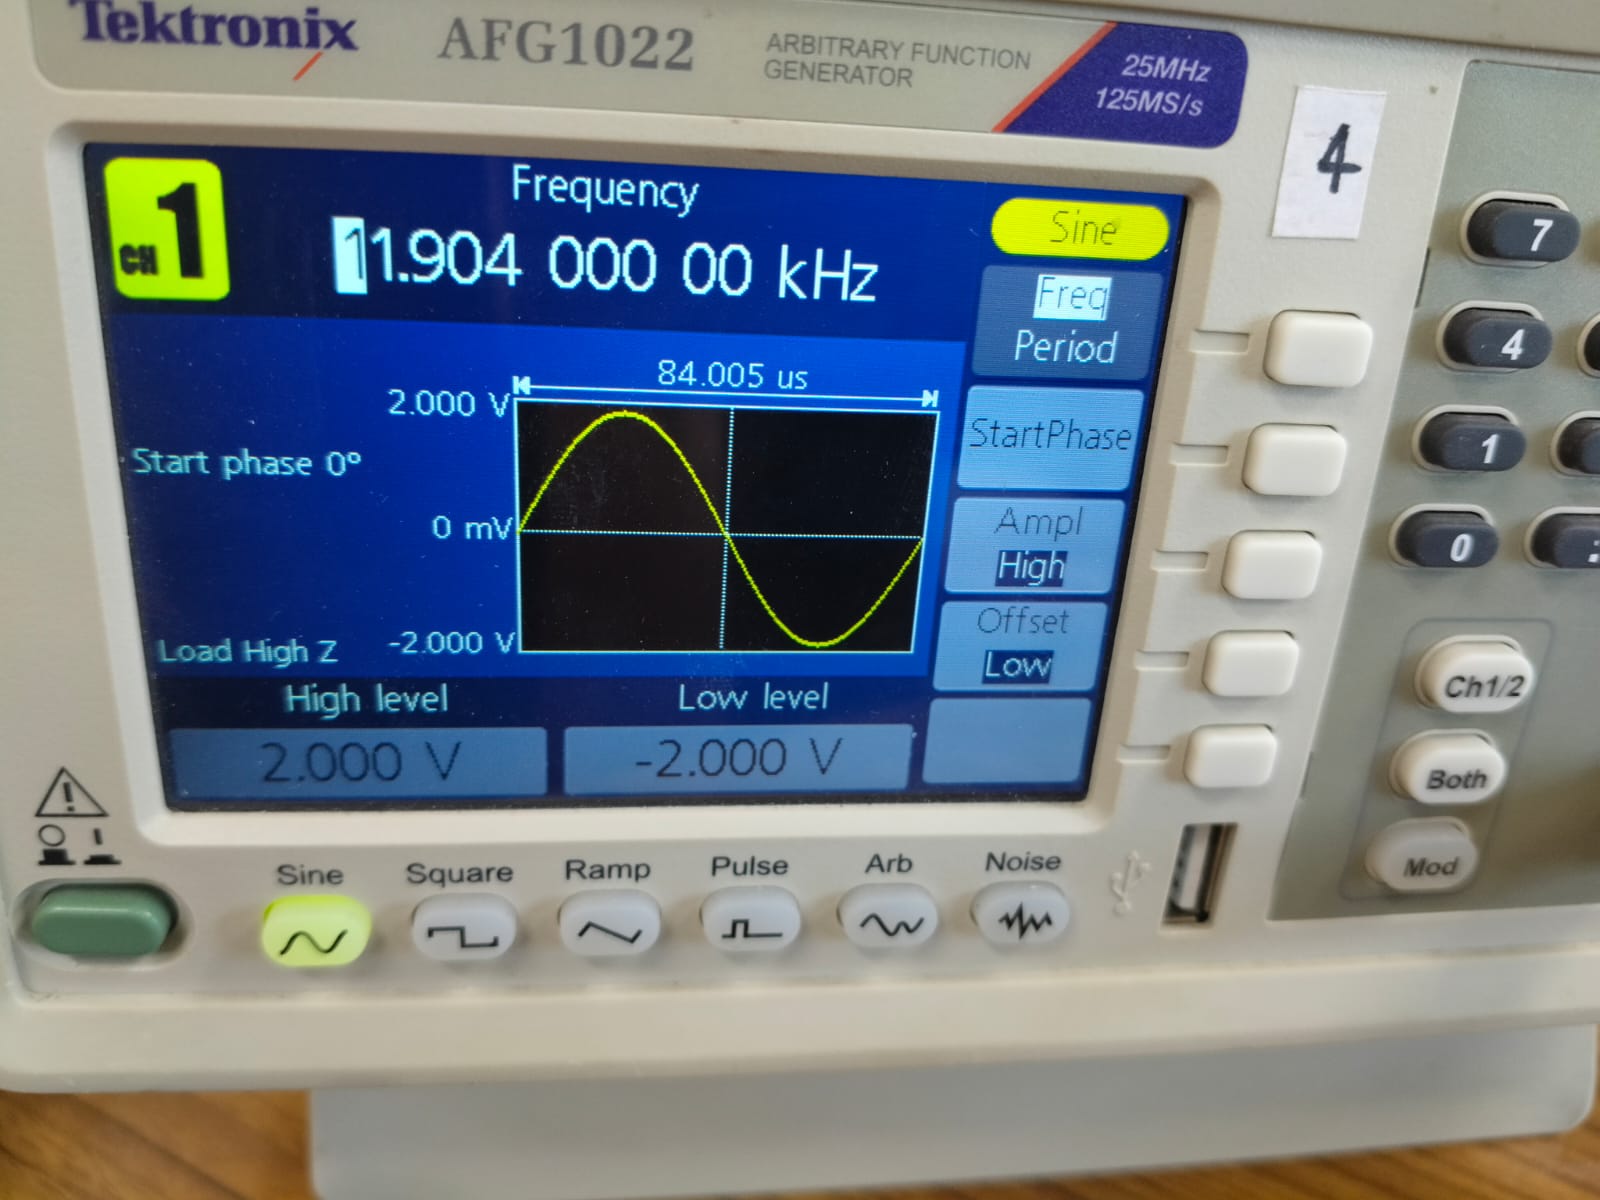 Tektronix AFG1022 ARBITRARY FUNCTION
GENERATOR
25MHz
125MS/s
4
CH 1
Frequency
11.904 000 00 kHz
Sine
Freq
Period
StartPhase
Ampl
High
Offset
Low
84.005 us
2.000 V
Start phase 0°
0 mV
Load High Z
-2.000 V
High level Low level
2.000 V -2.000 V
7
4
1
0
Ch1/2
Both
Mod
Sine Square Ramp Pulse Arb Noise